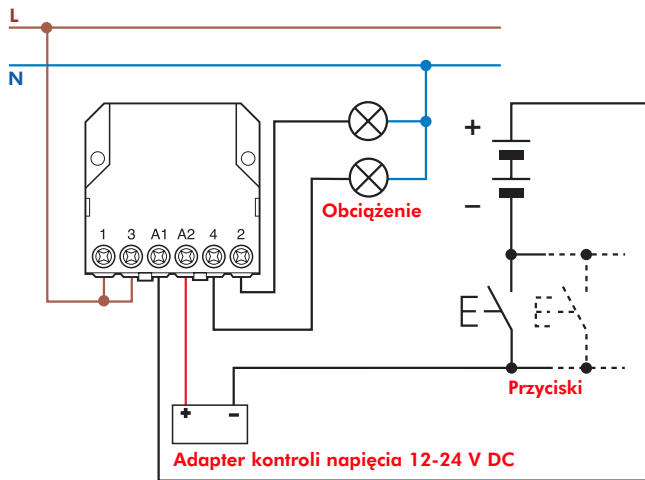 L
N
+
−
Obciążenie
1 3 A1 A2 4 2
Przyciski
+ −
Adapter kontroli napięcia 12-24 V DC